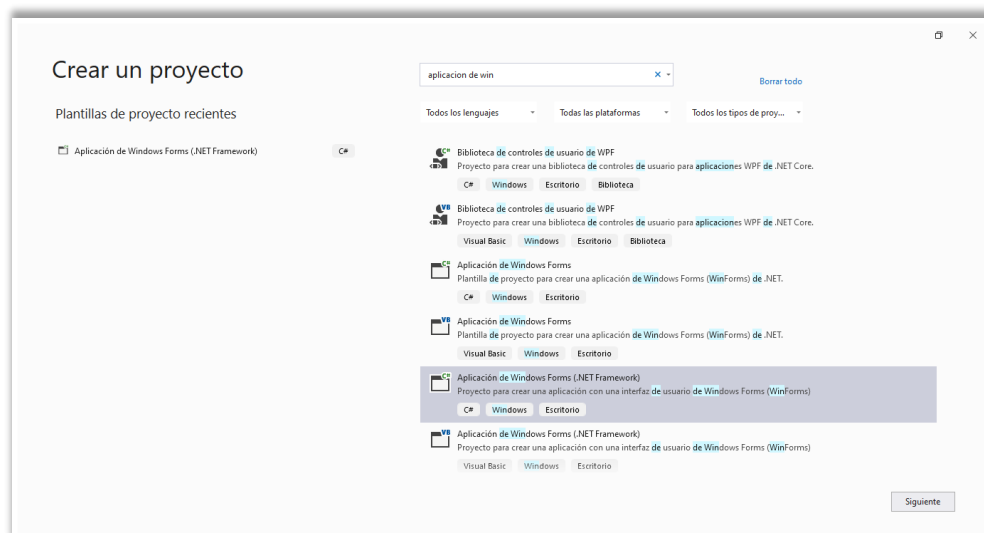 Crear un proyecto
aplicacion de win
Borrar todo
Plantillas de proyecto recientes
Todos los lenguajes
Todas las plataformas
Todos los tipos de proy...
Aplicación de Windows Forms (.NET Framework)
C#
C#
Biblioteca de controles de usuario de WPF
Proyecto para crear una biblioteca de controles de usuario para aplicaciones WPF de .NET Core.
C# Windows Escritorio Biblioteca
VB
Biblioteca de controles de usuario de WPF
Proyecto para crear una biblioteca de controles de usuario para aplicaciones WPF de .NET Core.
Visual Basic Windows Escritorio Biblioteca
C#
Aplicación de Windows Forms
Plantilla de proyecto para crear una aplicación de Windows Forms (WinForms) de .NET.
C# Windows Escritorio
VB
Aplicación de Windows Forms
Plantilla de proyecto para crear una aplicación de Windows Forms (WinForms) de .NET.
Visual Basic Windows Escritorio
C#
Aplicación de Windows Forms (.NET Framework)
Proyecto para crear una aplicación con una interfaz de usuario de Windows Forms (WinForms)
C# Windows Escritorio
VB
Aplicación de Windows Forms (.NET Framework)
Proyecto para crear una aplicación con una interfaz de usuario de Windows Forms (WinForms)
Visual Basic Windows Escritorio
Siguiente